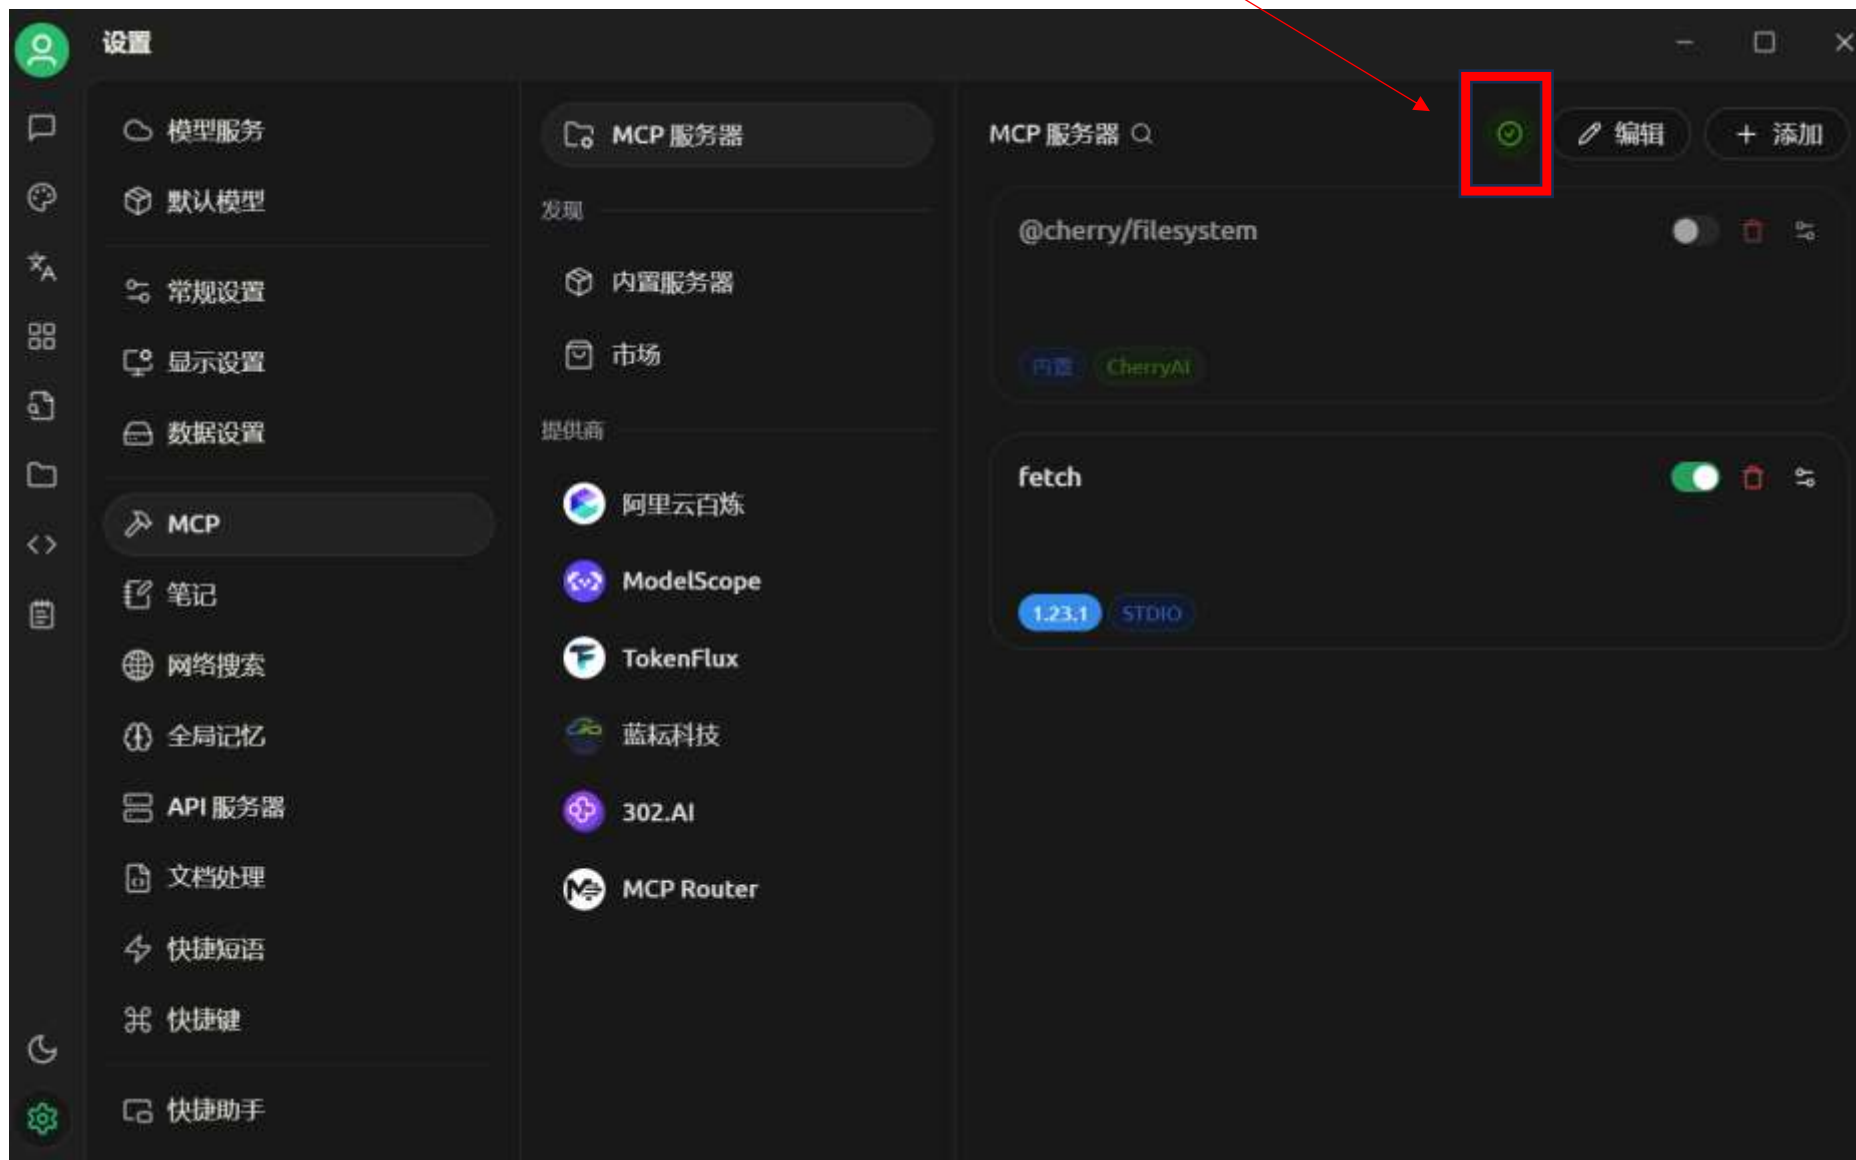 设置
模型服务
默认模型
常规设置
显示设置
数据设置
MCP
笔记
网络搜索
全局记忆
API 服务器
文档处理
快捷短语
快捷键
快捷助手
MCP 服务器
发现
内置服务器
市场
提供商
阿里云百炼
ModelScope
TokenFlux
蓝耘科技
302.AI
MCP Router
MCP 服务器
编辑
添加
@cherry/filesystem
内置 CherryAI
fetch
1.23.1 STDIO